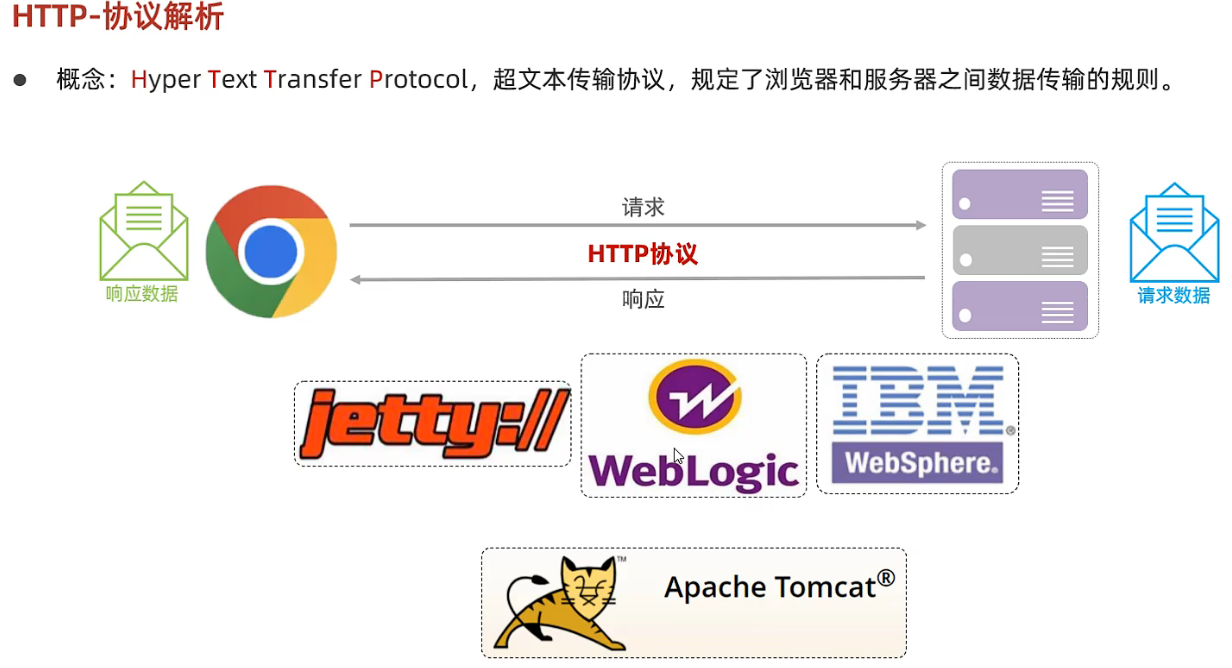 HTTP-协议解析
● 概念：Hyper Text Transfer Protocol，超文本传输协议，规定了浏览器和服务器之间数据传输的规则。
请求
HTTP协议
响应
响应数据
请求数据
jetty://
WebLogic
IBM®
WebSphere®
™
Apache Tomcat®